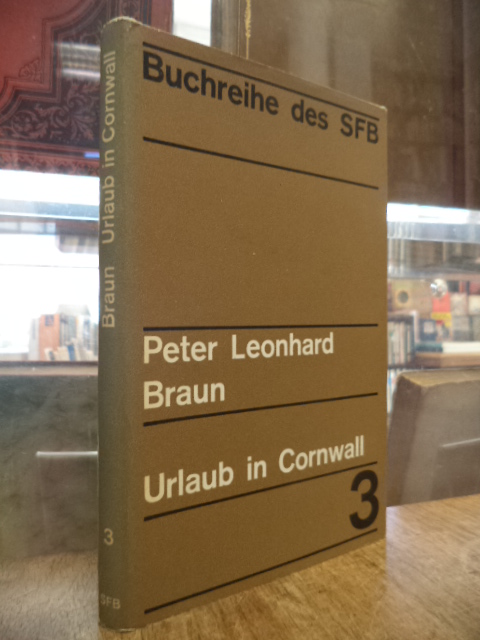 Buchreihe des SFB
Peter Leonhard
Braun
Urlaub in Cornwall
3
Braun Urlaub in Cornwall
3
SFB